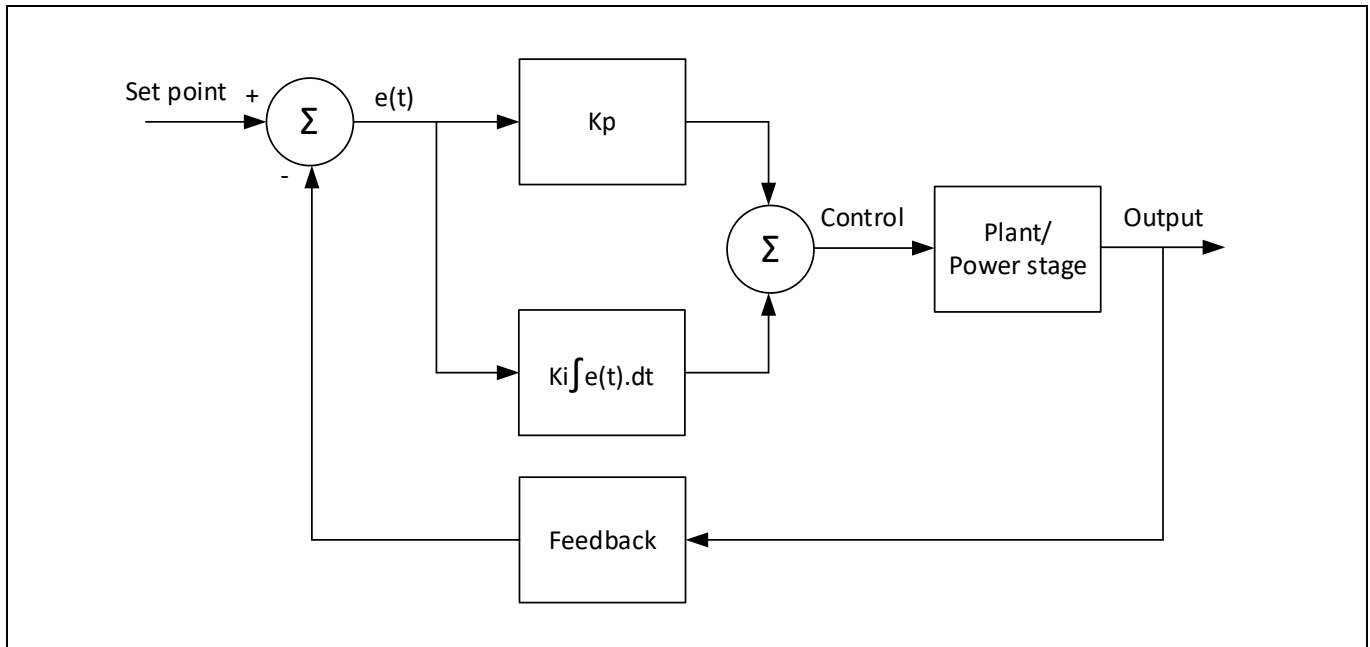 Set point
+
Σ
-
e(t)
Kp
Ki∫e(t).dt
Σ
Control
Plant/
Power stage
Output
Feedback